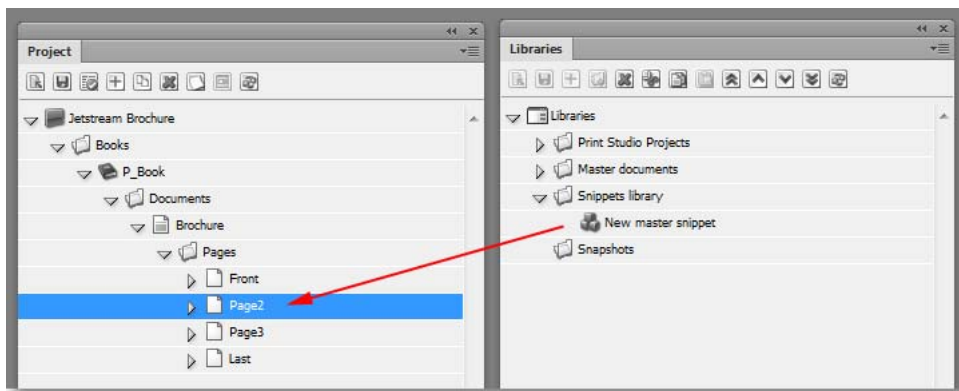 Project
Jetstream Brochure
Books
P_Book
Documents
Brochure
Pages
Front
Page2
Page3
Last
Libraries
Libraries
Print Studio Projects
Master documents
Snippets library
New master snippet
Snapshots